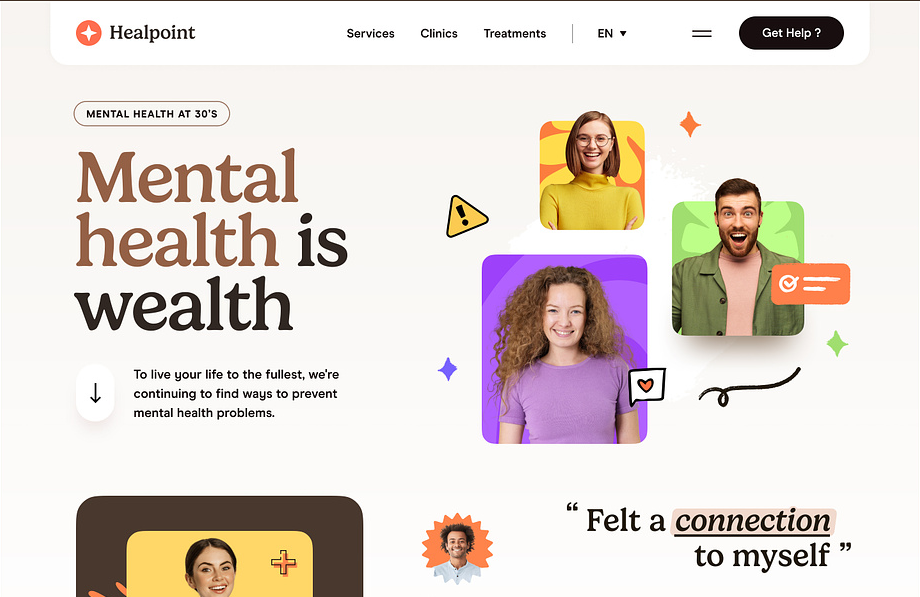 Healpoint
Services
Clinics
Treatments
EN
Get Help ?
MENTAL HEALTH AT 30'S
Mental
health is
wealth
To live your life to the fullest, we're
continuing to find ways to prevent
mental health problems.
“ Felt a connection
to myself ”